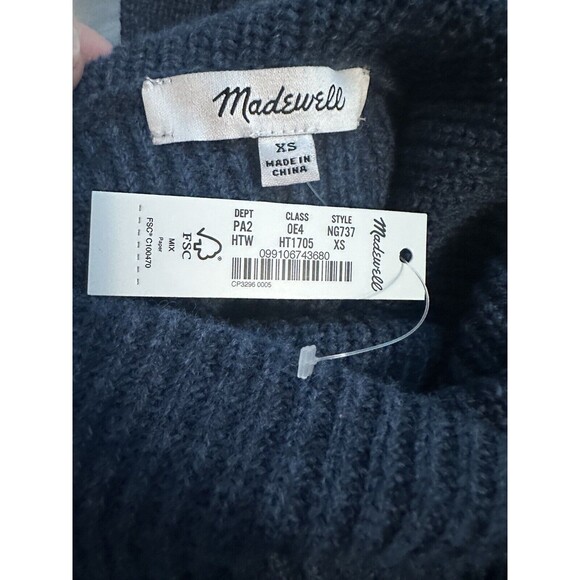 Madewell
XS
MADE IN
CHINA
DEPT CLASS STYLE
PA2 0E4 NG737
HTW HT1705 XS
099106743680
CP3296 0005
Madewell
FSC
MIX
Paper
FSC® C100470